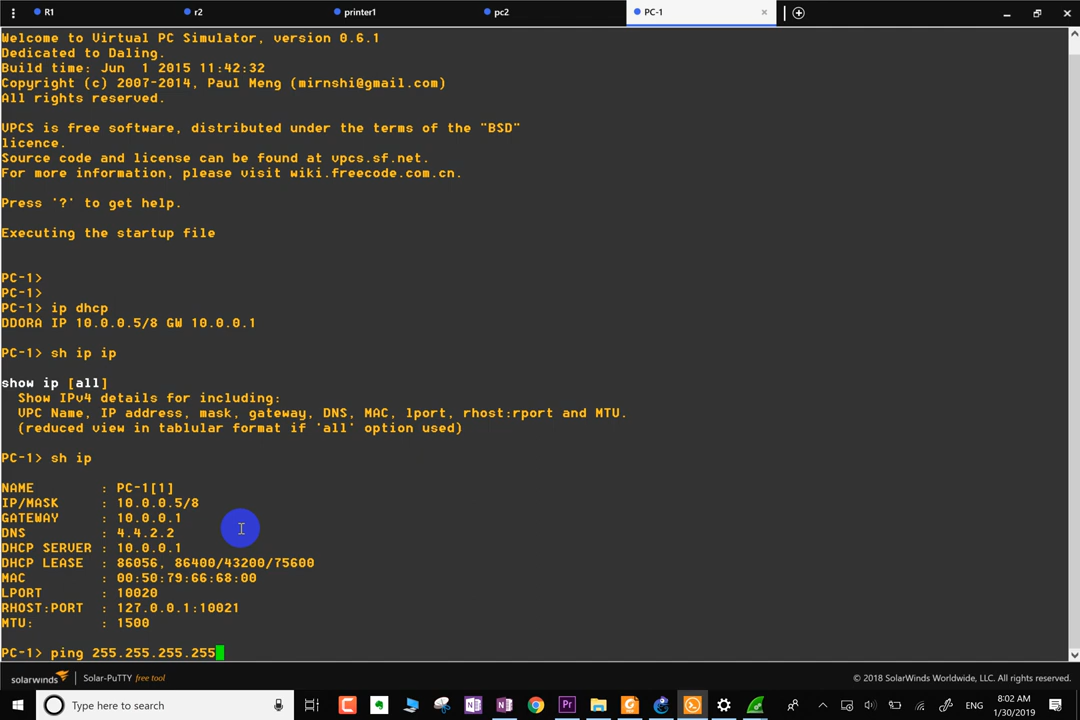 R1 r2 printer1 pc2 PC-1 ×
Welcome to Virtual PC Simulator, version 0.6.1
Dedicated to Daling.
Build time: Jun  1 2015 11:42:32
Copyright (c) 2007-2014, Paul Meng (mirnshi@gmail.com)
All rights reserved.
VPCS is free software, distributed under the terms of the "BSD"
licence.
Source code and license can be found at vpcs.sf.net.
For more information, please visit wiki.freecode.com.cn.
Press '?' to get help.
Executing the startup file
PC-1>
PC-1>
PC-1> ip dhcp
DDORA IP 10.0.0.5/8 GW 10.0.0.1
PC-1> sh ip ip
show ip [all]
Show IPv4 details for including:
VPC Name, IP address, mask, gateway, DNS, MAC, lport, rhost:rport and MTU.
(reduced view in tablular format if 'all' option used)
PC-1> sh ip
NAME : PC-1[1]
IP/MASK : 10.0.0.5/8
GATEWAY : 10.0.0.1
DNS : 4.4.2.2
DHCP SERVER : 10.0.0.1
DHCP LEASE : 86056, 86400/43200/75600
MAC : 00:50:79:66:68:00
LPORT : 10020
RHOST:PORT : 127.0.0.1:10021
MTU: : 1500
PC-1> ping 255.255.255.255
solarwinds Solar-PuTTY free tool © 2018 SolarWinds Worldwide, LLC. All rights reserved.
Type here to search
Pr
ENG
8:02 AM
1/30/2019